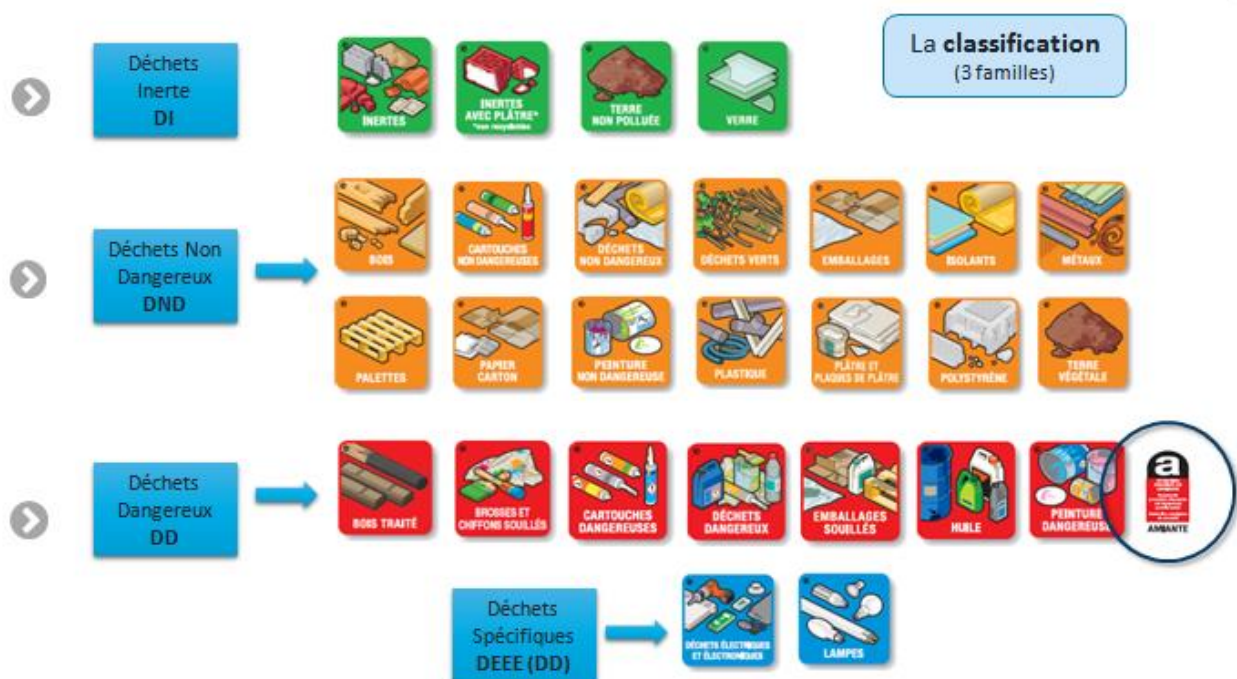 La classification
(3 familles)
Déchets
Inerte
DI
INERTES
INERTES
AVEC PLÂTRE*
*non recyclables
TERRE
NON POLLUÉE
VERRE
Déchets Non
Dangereux
DND
BOIS
CARTOUCHES
NON DANGEREUSES
DÉCHETS
NON DANGEREUX
DÉCHETS VERTS
EMBALLAGES
ISOLANTS
MÉTAUX
PALETTES
PAPIER
CARTON
PEINTURE
NON DANGEREUSE
PLASTIQUE
PLÂTRE ET
PLAQUES DE PLÂTRE
POLYSTYRÈNE
TERRE
VÉGÉTALE
Déchets
Dangereux
DD
BOIS TRAITÉ
BROSSES ET
CHIFFONS SOUILLÉS
CARTOUCHES
DANGEREUSES
DÉCHETS
DANGEREUX
EMBALLAGES
SOUILLÉS
HUILE
PEINTURE
DANGEREUSE
a
AMIANTE
Déchets
Spécifiques
DEEE (DD)
DÉCHETS ÉLECTRIQUES
ET ÉLECTRONIQUES
LAMPES